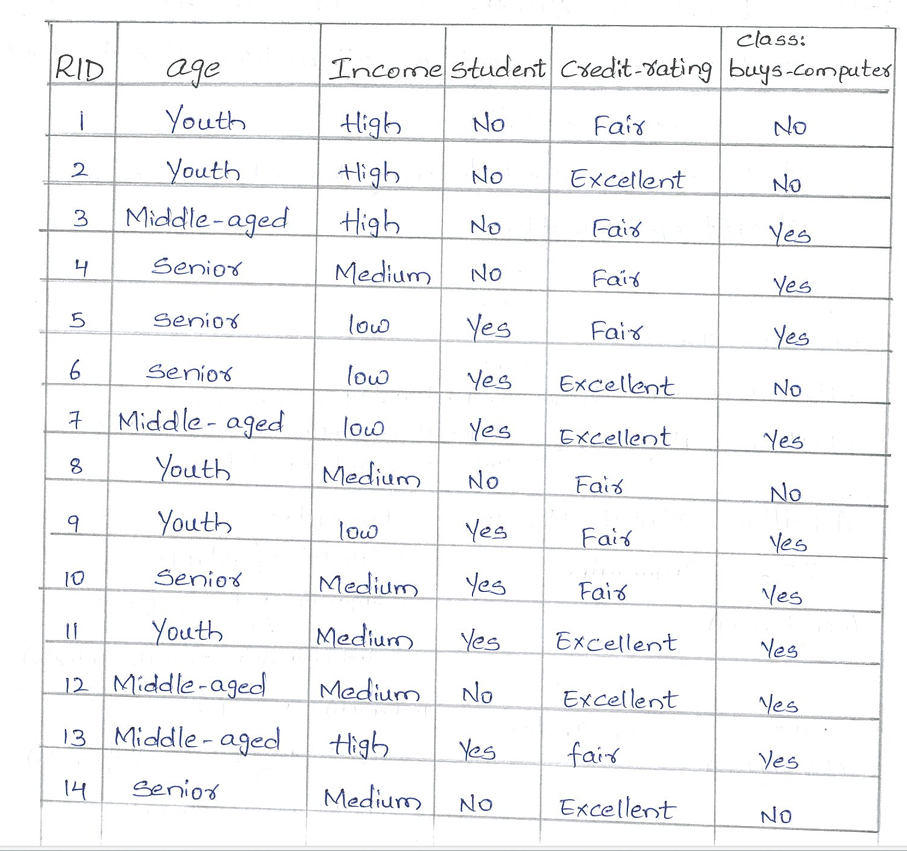 class:
RID age Income Student Credit-rating buys-computer
1 Youth High No Fair No
2 Youth High No Excellent No
3 Middle-aged High No Fair Yes
4 Senior Medium No Fair Yes
5 Senior low Yes Fair Yes
6 Senior low Yes Excellent No
7 Middle-aged low Yes Excellent Yes
8 Youth Medium No Fair No
9 Youth low Yes Fair Yes
10 Senior Medium Yes Fair Yes
11 Youth Medium Yes Excellent Yes
12 Middle-aged Medium No Excellent Yes
13 Middle-aged High Yes fair Yes
14 Senior Medium No Excellent No